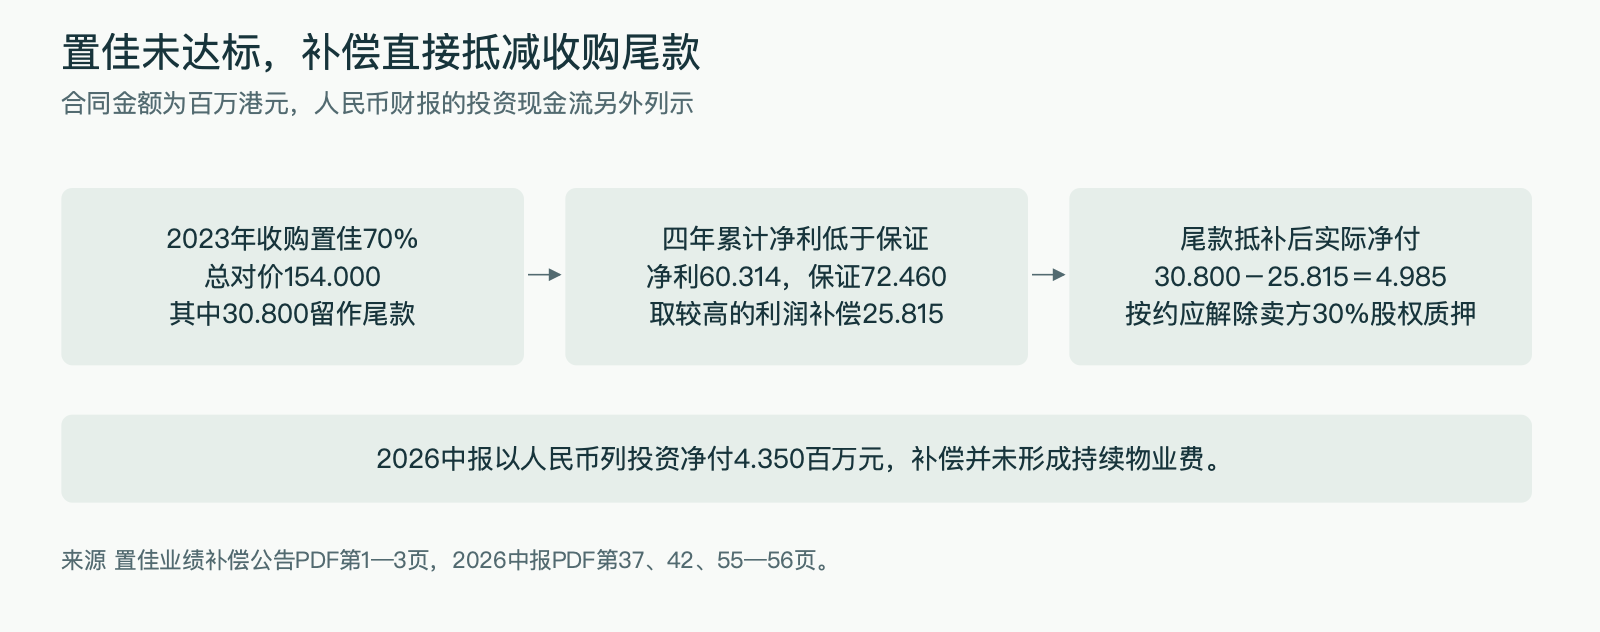 置佳未达标，补偿直接抵减收购尾款
合同金额为百万港元，人民币财报的投资现金流另外列示
2023年收购置佳70%
总对价154.000
其中30.800留作尾款
四年累计净利低于保证
净利60.314，保证72.460
取较高的利润补偿25.815
尾款抵补后实际净付
30.800－25.815＝4.985
按约应解除卖方30%股权质押
2026中报以人民币列投资净付4.350百万元，补偿并未形成持续物业费。
来源 置佳业绩补偿公告PDF第1—3页，2026中报PDF第37、42、55—56页。